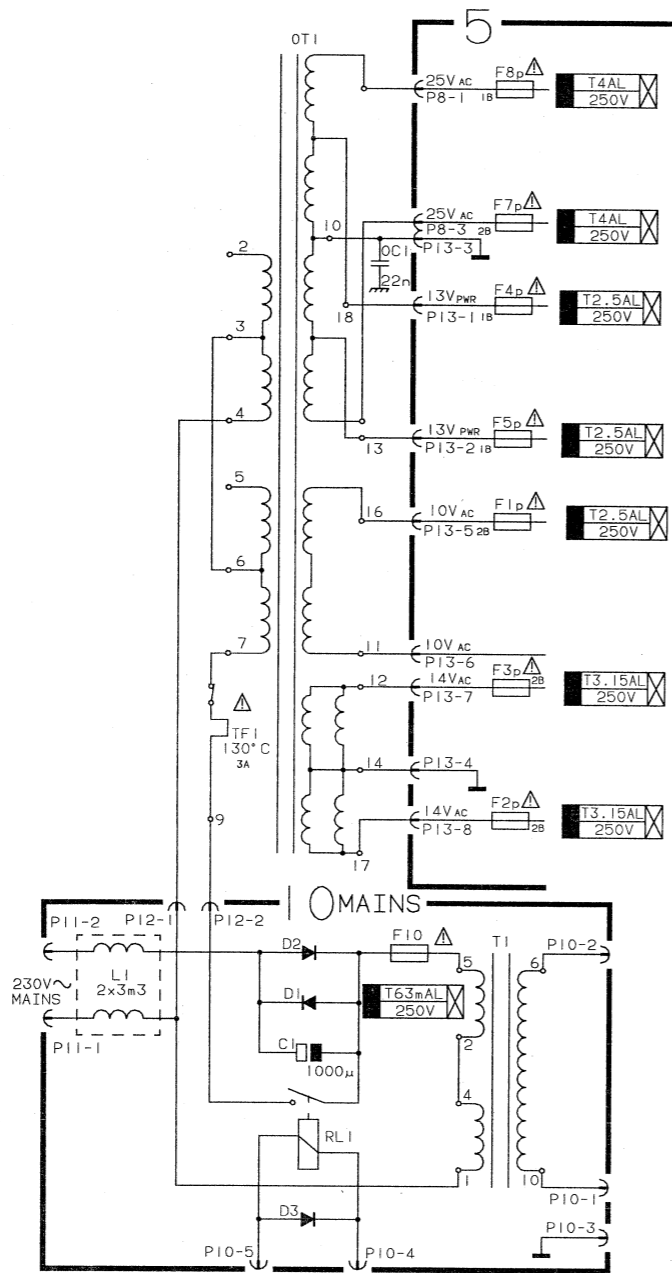 5
0T1
25V AC
P8-1 1B
F8p
T4AL
250V
25V AC
P8-3 2B
P13-3
F7p
T4AL
250V
10
0C1
22n
2
3
4
18
13V PWR
P13-1 1B
F4p
T2.5AL
250V
13
13V PWR
P13-2 1B
F5p
T2.5AL
250V
5
6
7
16
10V AC
P13-5 2B
F1p
T2.5AL
250V
11
10V AC
P13-6
12
14V AC
P13-7
F3p
2B
T3.15AL
250V
TF1
130°C
3A
14
P13-4
9
14V AC
P13-8
F2p
2B
T3.15AL
250V
17
10 MAINS
P11-2
P12-1
P12-2
230V~
MAINS
L1
2x3m3
P11-1
D2
D1
C1
1000µ
F10
T63mAL
250V
T1
5
2
4
1
6
10
P10-2
P10-1
P10-3
RL1
D3
P10-5
P10-4